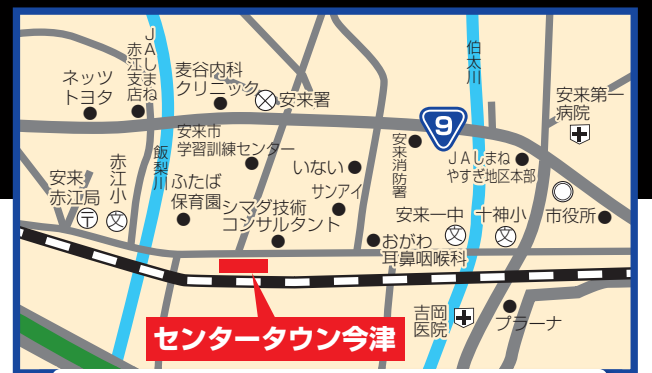 ネッツ
トヨタ
JAしまね
赤江支店
麦谷内科
クリニック
安来署
伯太川
安来第一
病院
9
安来市
学習訓練センター
安来消防署
JAしまね
やすぎ地区本部
飯梨川
赤江小
安来
赤江局
〒
文
ふたば
保育園
いない
サンアイ
シマダ技術
コンサルタント
安来一中
文
十神小
文
市役所
おがわ
耳鼻咽喉科
吉岡
医院
プラーナ
センタータウン今津